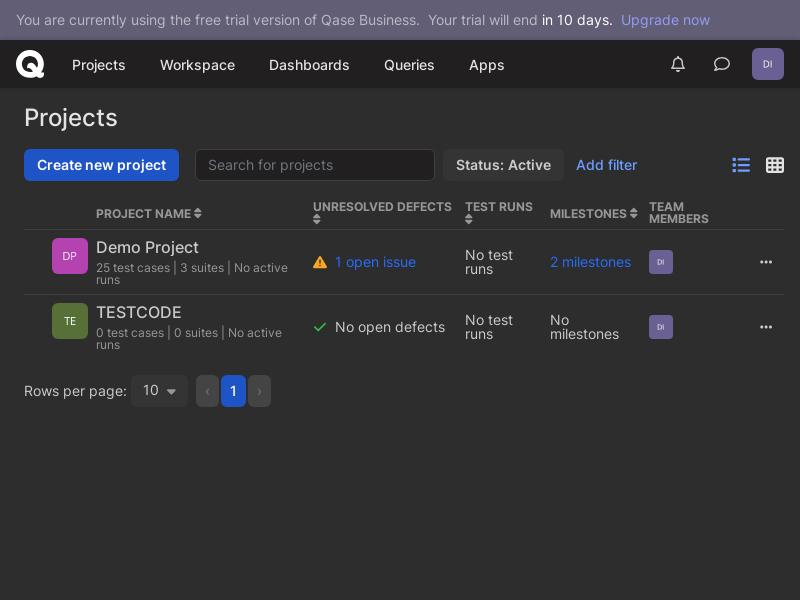 You are currently using the free trial version of Qase Business. Your trial will end in 10 days. Upgrade now
Projects Workspace Dashboards Queries Apps DI
Projects
Create new project Search for projects Status: Active Add filter
PROJECT NAME UNRESOLVED DEFECTS TEST RUNS MILESTONES TEAM MEMBERS
DP Demo Project
25 test cases | 3 suites | No active
runs
1 open issue
No test
runs
2 milestones
DI
TE TESTCODE
0 test cases | 0 suites | No active
runs
No open defects
No test
runs
No
milestones
DI
Rows per page: 10 ‹ 1 ›